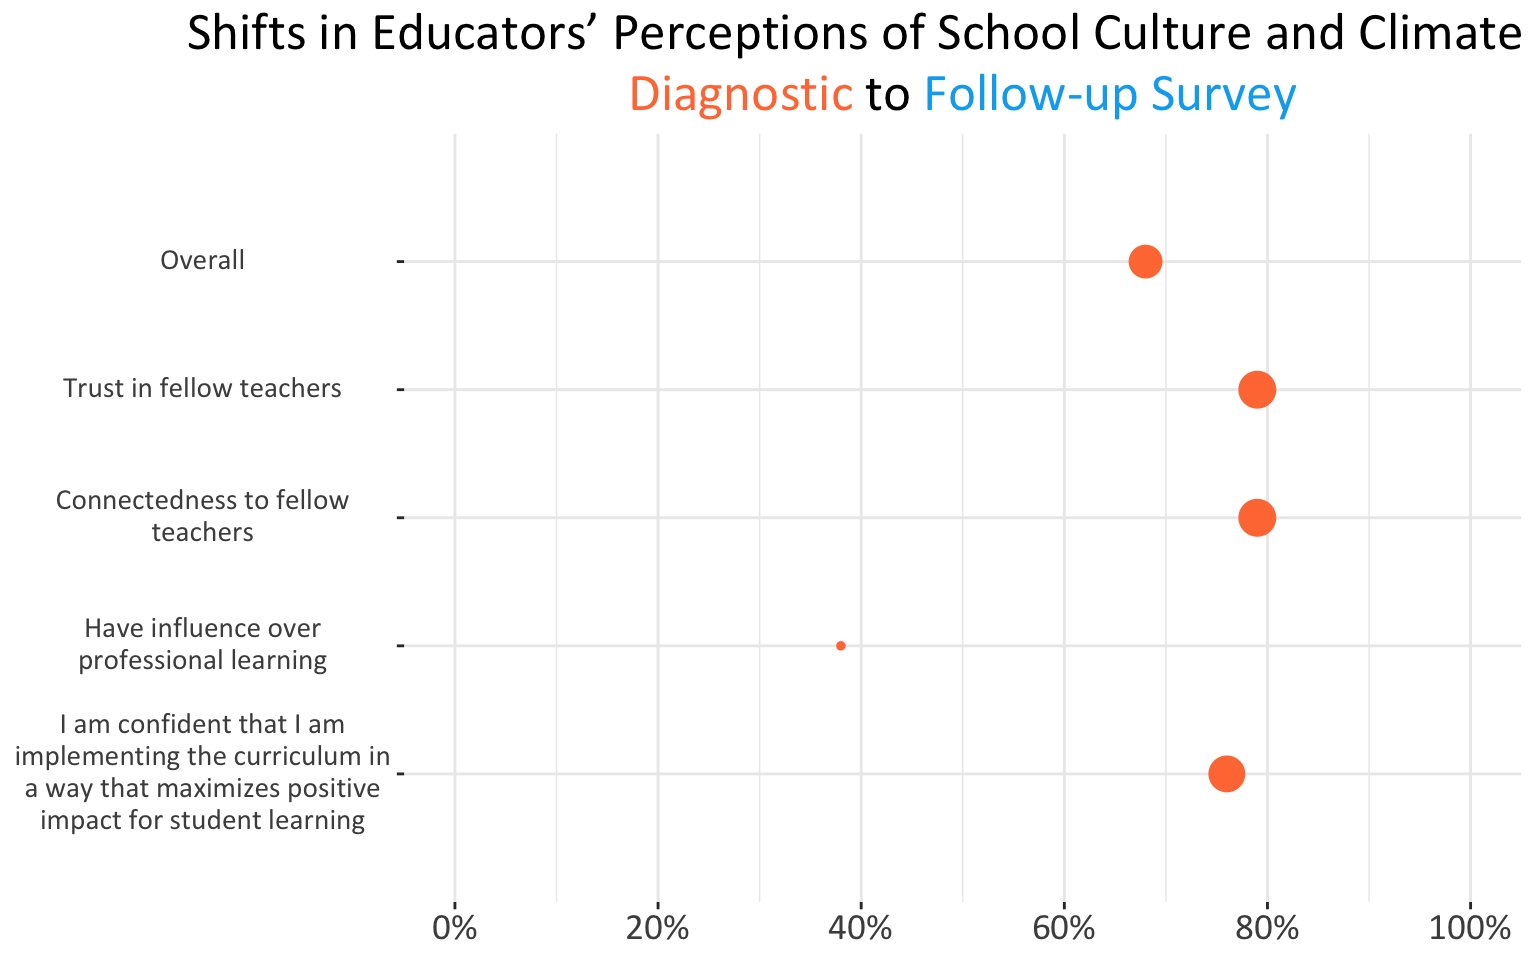 Shifts in Educators’ Perceptions of School Culture and Climate
Diagnostic to Follow-up Survey
Overall
Trust in fellow teachers
Connectedness to fellow
teachers
Have influence over
professional learning
I am confident that I am
implementing the curriculum in
a way that maximizes positive
impact for student learning
0% 20% 40% 60% 80% 100%